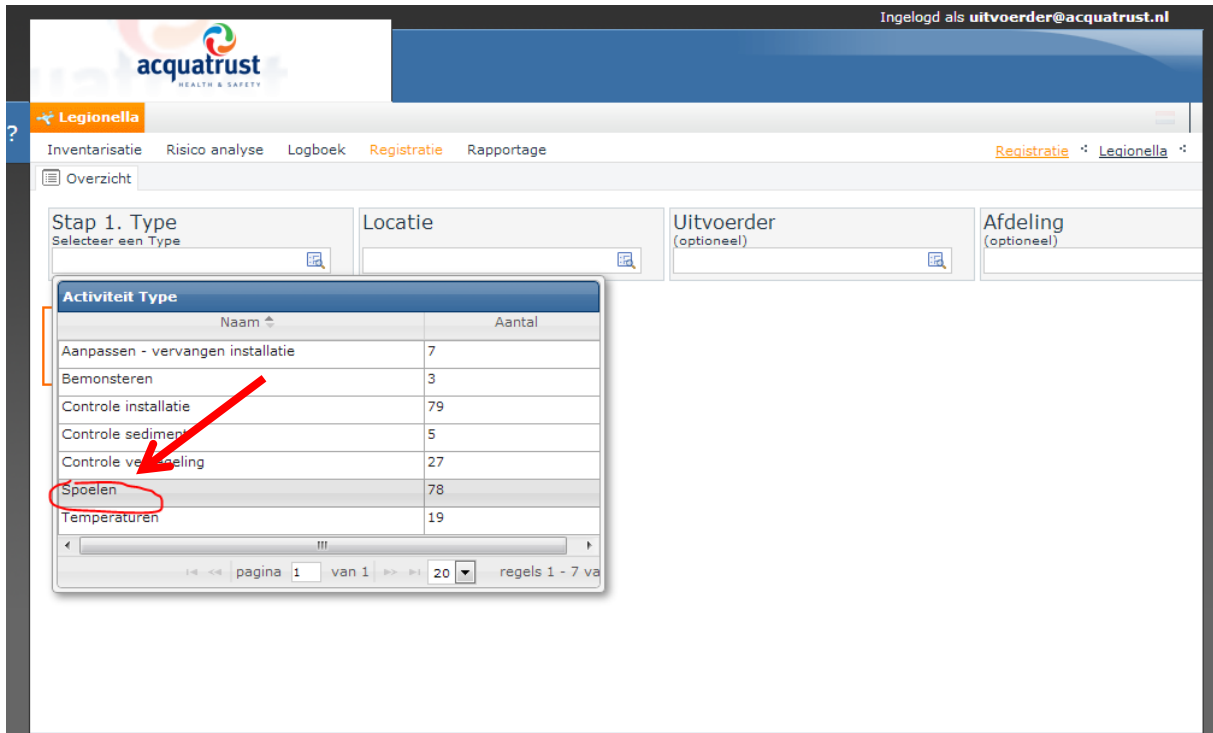 Ingelogd als uitvoerder@acquatrust.nl
acquatrust
HEALTH & SAFETY
?
Legionella
Inventarisatie Risico analyse Logboek Registratie Rapportage Registratie Legionella
Overzicht
Stap 1. Type
Selecteer een Type
Locatie
Uitvoerder
(optioneel)
Afdeling
(optioneel)
Activiteit Type
Naam Aantal
Aanpassen - vervangen installatie 7
Bemonsteren 3
Controle installatie 79
Controle sediment 5
Controle 27
Spoelen 78
Temperaturen 19
pagina 1 van 1 20 regels 1 - 7 va